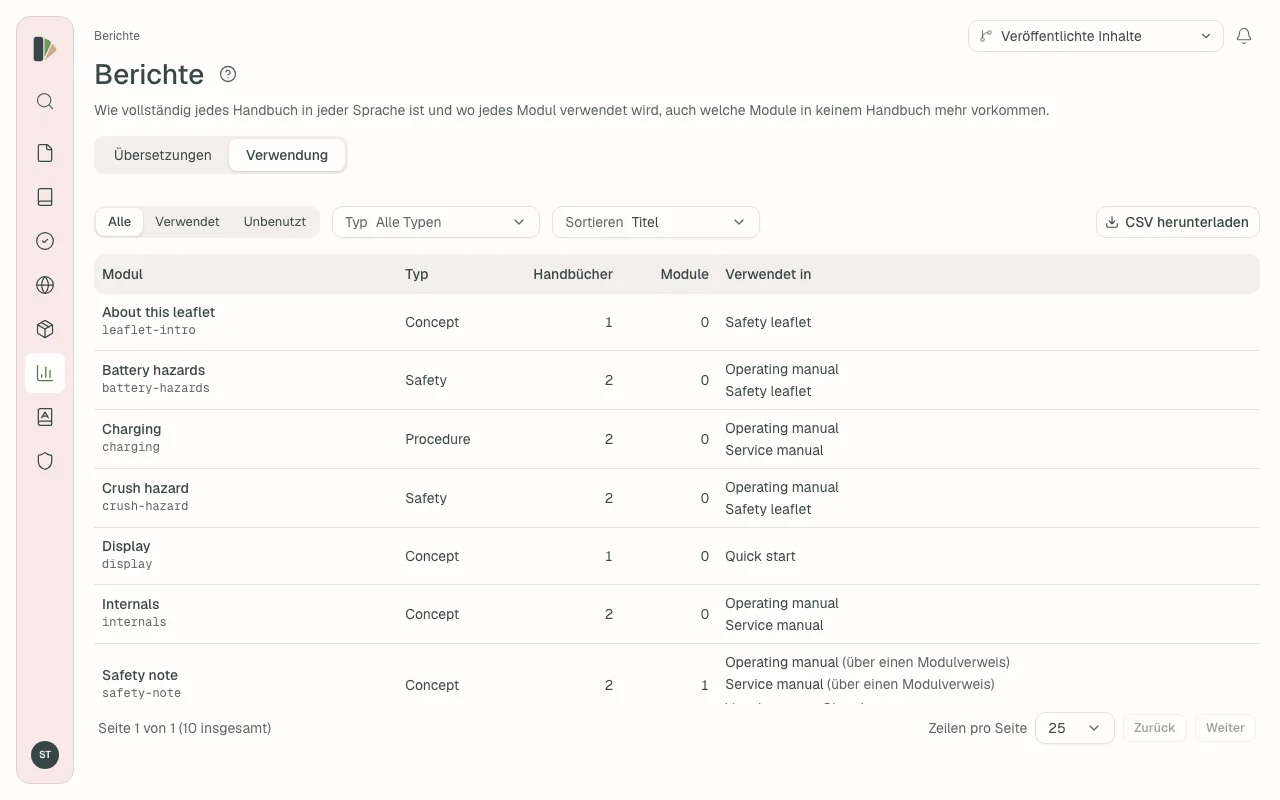 Berichte
Veröffentlichte Inhalte
Berichte
Wie vollständig jedes Handbuch in jeder Sprache ist und wo jedes Modul verwendet wird, auch welche Module in keinem Handbuch mehr vorkommen.
Übersetzungen Verwendung
Alle Verwendet Unbenutzt Typ Alle Typen Sortieren Titel CSV herunterladen
Modul Typ Handbücher Module Verwendet in
About this leaflet
leaflet-intro
Concept 1 0 Safety leaflet
Battery hazards
battery-hazards
Safety 2 0 Operating manual
Safety leaflet
Charging
charging
Procedure 2 0 Operating manual
Service manual
Crush hazard
crush-hazard
Safety 2 0 Operating manual
Safety leaflet
Display
display
Concept 1 0 Quick start
Internals
internals
Concept 2 0 Operating manual
Service manual
Safety note
safety-note
Concept 2 1 Operating manual (über einen Modulverweis)
Service manual (über einen Modulverweis)
Seite 1 von 1 (10 insgesamt) Zeilen pro Seite 25 Zurück Weiter
ST